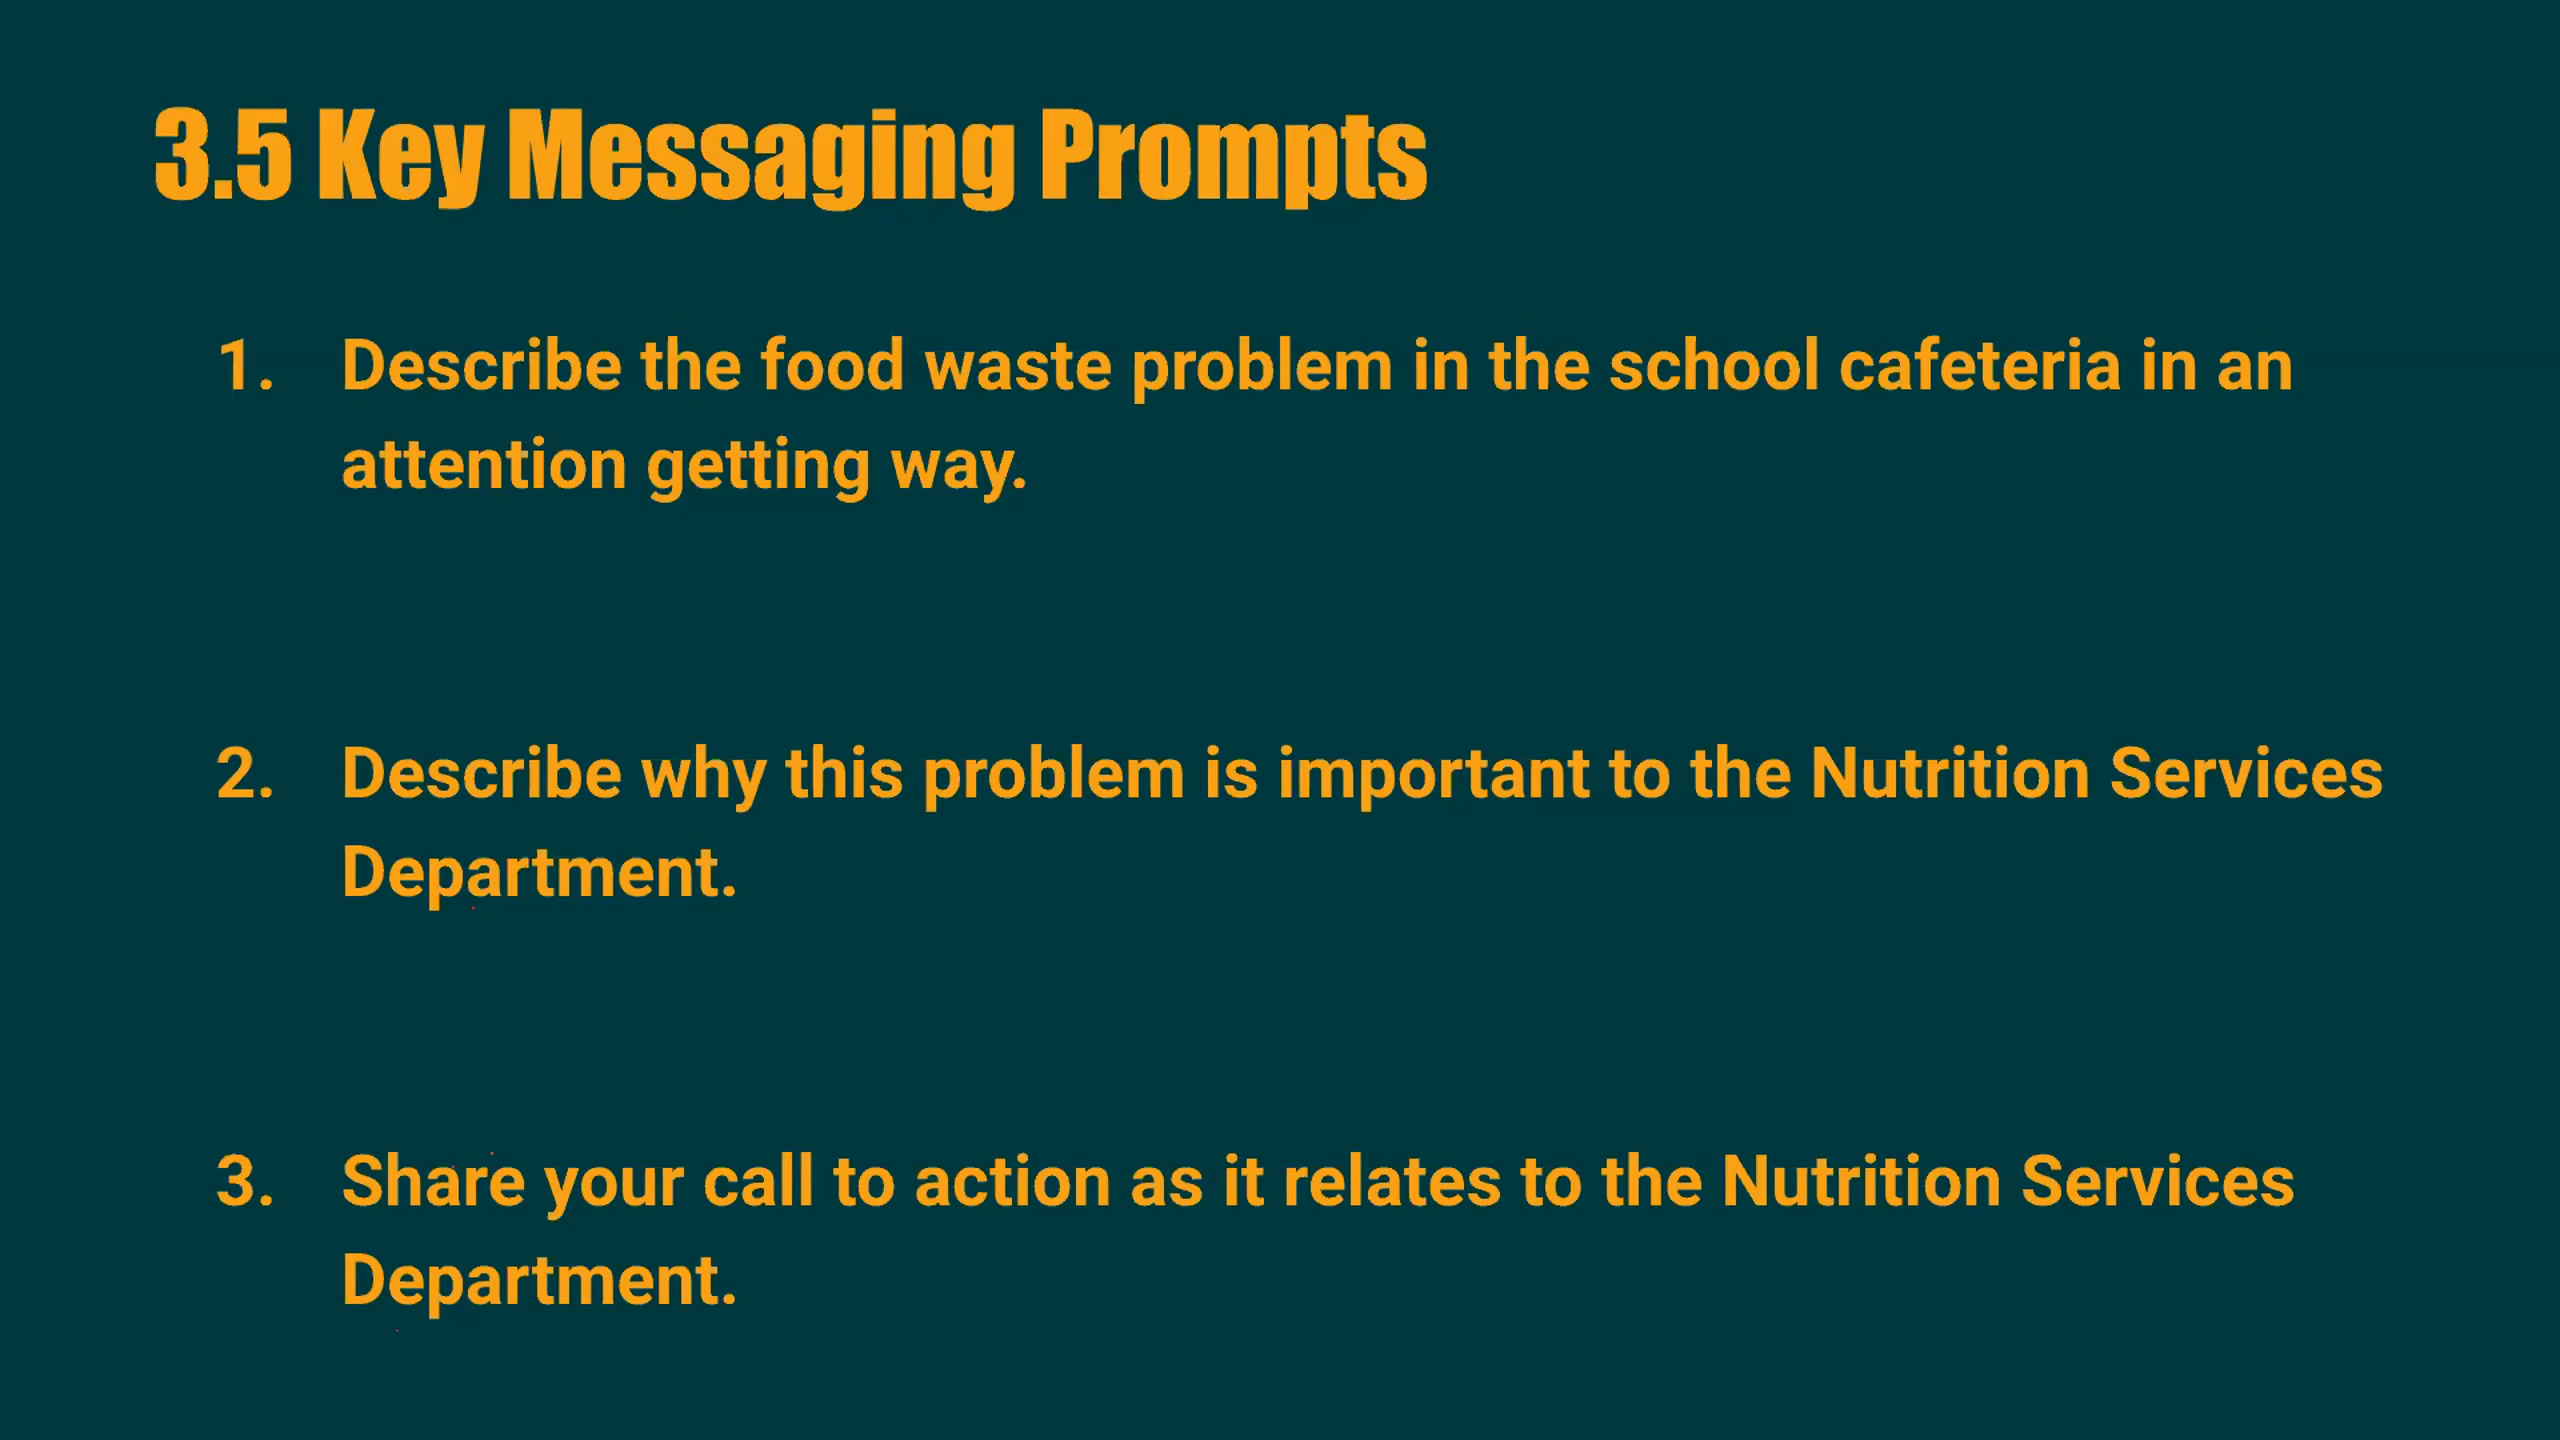 3.5 Key Messaging Prompts
1. Describe the food waste problem in the school cafeteria in an
attention getting way.
2. Describe why this problem is important to the Nutrition Services
Department.
3. Share your call to action as it relates to the Nutrition Services
Department.